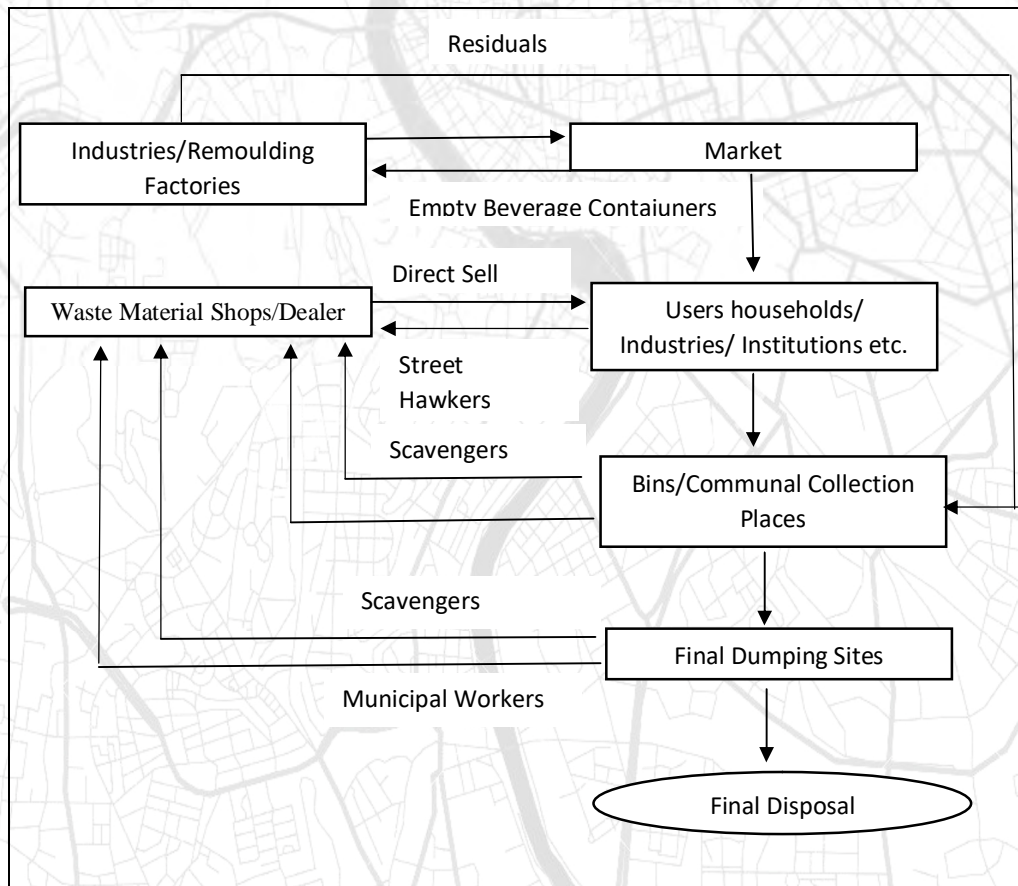 Residuals
Industries/Remoulding
Factories
Market
Empty Beverage Contaiuners
Direct Sell
Waste Material Shops/Dealer
Users households/
Industries/ Institutions etc.
Street
Hawkers
Scavengers
Bins/Communal Collection
Places
Scavengers
Final Dumping Sites
Municipal Workers
Final Disposal